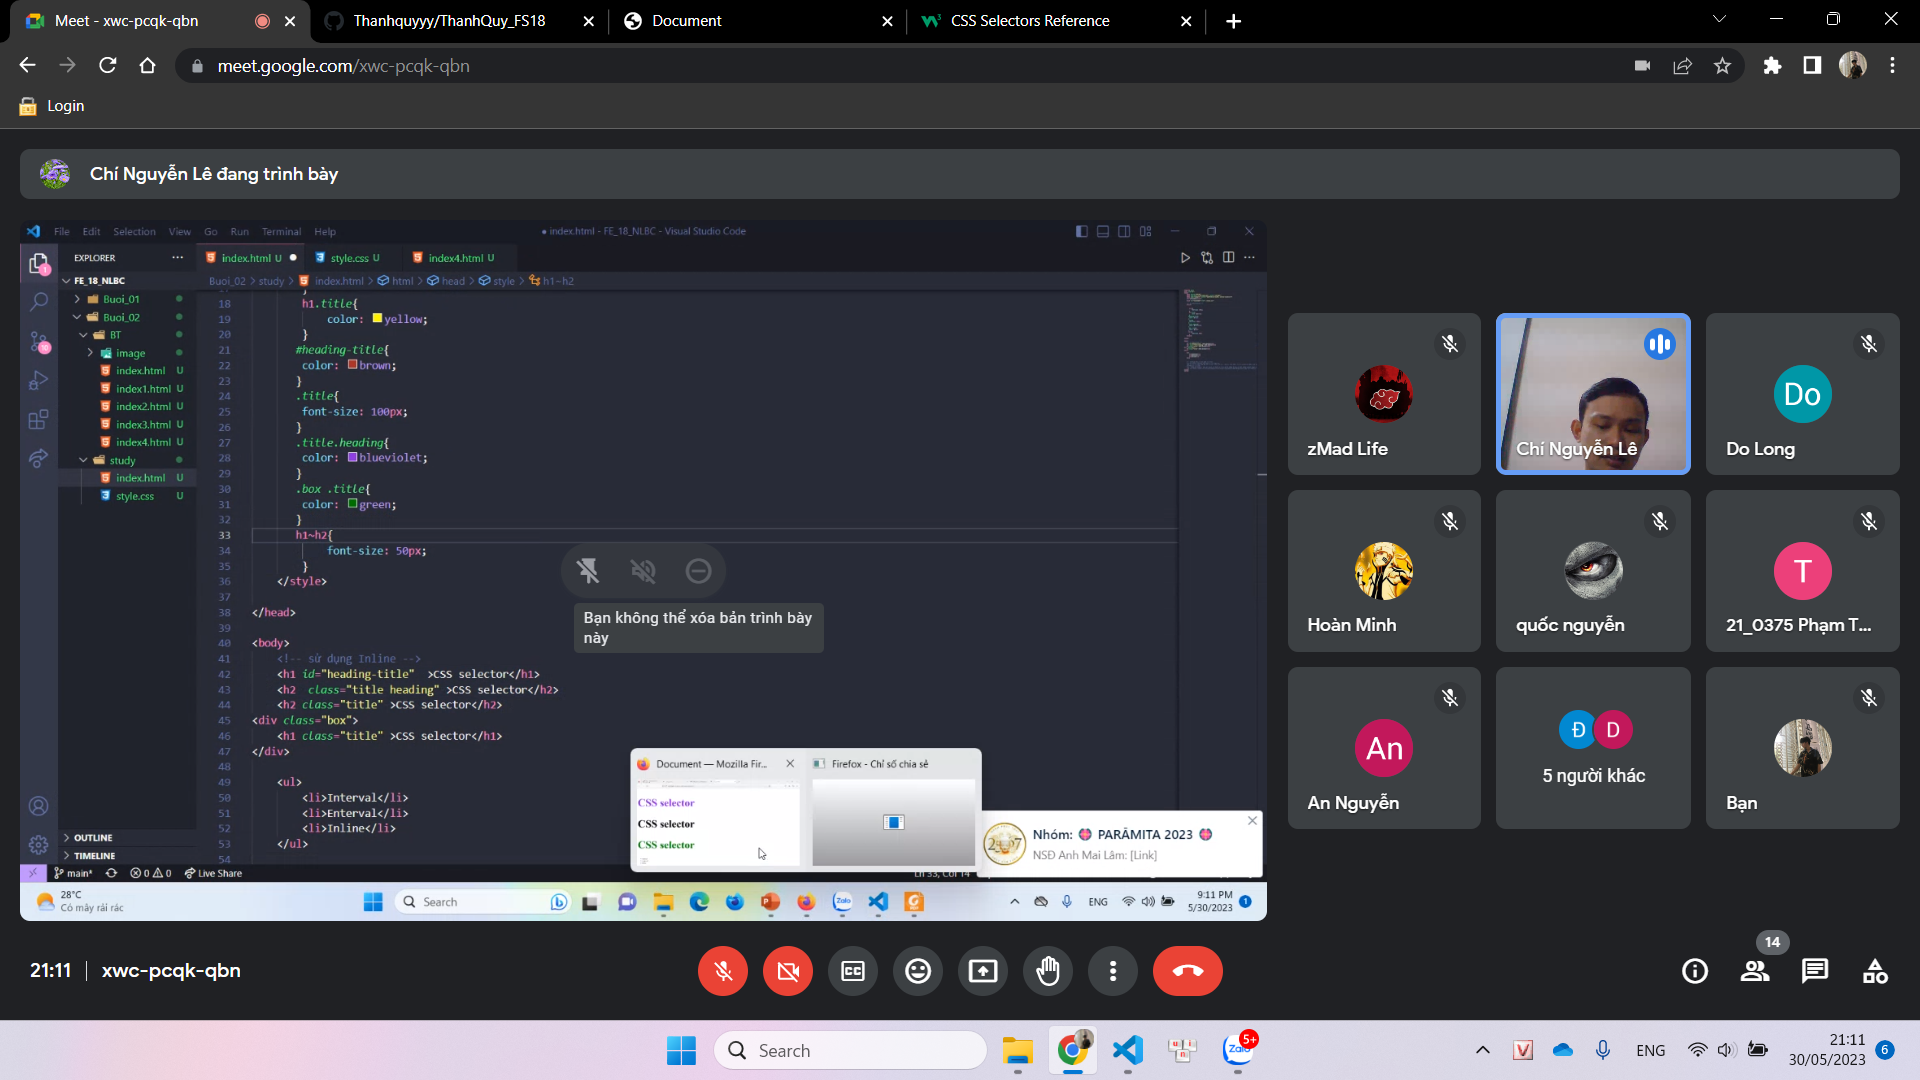 Meet - xwc-pcqk-qbn
Thanhquyyy/ThanhQuy_FS18
Document
CSS Selectors Reference
meet.google.com/xwc-pcqk-qbn
Login
Chí Nguyễn Lê đang trình bày
File Edit Selection View Go Run Terminal Help
● index.html - FE_18_NLBC - Visual Studio Code
EXPLORER
index.html U ●
style.css U
index4.html U
FE_18_NLBC
Buoi_02 > study > index.html > html > head > style > h1~h2
Buoi_01
Buoi_02
BT
image
index.html U
index1.html U
index2.html U
index3.html U
index4.html U
study
index.html U
style.css U
OUTLINE
TIMELINE
18 h1.title{
19 color: yellow;
20 }
21 #heading-title{
22 color: brown;
23 }
24 .title{
25 font-size: 100px;
26 }
27 .title.heading{
28 color: blueviolet;
29 }
30 .box .title{
31 color: green;
32 }
33 h1~h2{
34 font-size: 50px;
35 }
36 </style>
37
38 </head>
39
40 <body>
41 <!-- sử dụng Inline -->
42 <h1 id="heading-title" >CSS selector</h1>
43 <h2 class="title heading" >CSS selector</h2>
44 <h2 class="title" >CSS selector</h2>
45 <div class="box">
46 <h1 class="title" >CSS selector</h1>
47 </div>
48
49 <ul>
50 <li>Interval</li>
51 <li>Enterval</li>
52 <li>Inline</li>
53 </ul>
54
Bạn không thể xóa bản trình bày
này
Document — Mozilla Fir...
Firefox - Chỉ số chia sẻ
CSS selector
CSS selector
CSS selector
Nhóm: PARAMITA 2023
NSĐ Anh Mai Lâm: [Link]
main* 0 0 Live Share
Ln 33, Col 14
28°C
Có mây rải rác
Search
Zalo
ENG
9:11 PM
5/30/2023
1
zMad Life
Chí Nguyễn Lê
Do
Do Long
Hoàn Minh
quốc nguyễn
T
21_0375 Phạm T...
An
An Nguyễn
Đ D
5 người khác
Bạn
21:11 | xwc-pcqk-qbn
14
Search
Zalo
5+
ENG
21:11
30/05/2023
6